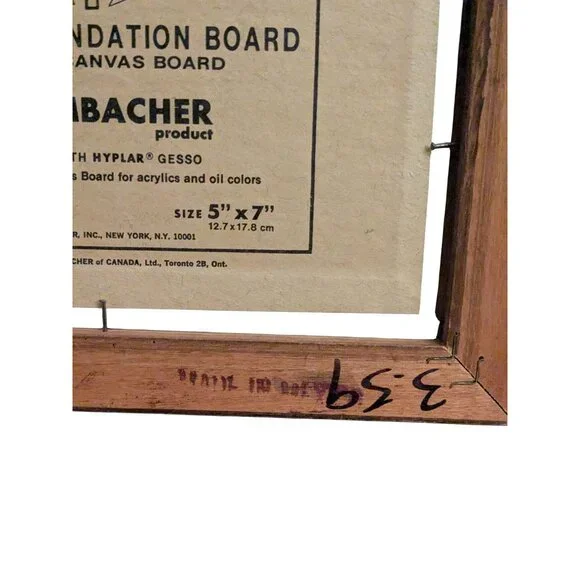 NDATION BOARD
CANVAS BOARD
MBACHER
product
TH HYPLAR® GESSO
s Board for acrylics and oil colors
SIZE 5” x 7”
12.7 x 17.8 cm
R, INC., NEW YORK, N.Y. 10001
CHER of CANADA, Ltd., Toronto 2B, Ont.
3.59